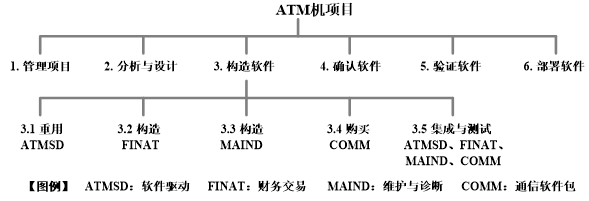 ATM机项目
1. 管理项目 2. 分析与设计 3. 构造软件 4. 确认软件 5. 验证软件 6. 部署软件
3.1 重用 3.2 构造 3.3 构造 3.4 购买 3.5 集成与测试
ATMSD FINAT MAIND COMM ATMSD、FINAT、
MAIND、COMM
【图例】 ATMSD：软件驱动 FINAT：财务交易 MAIND：维护与诊断 COMM：通信软件包